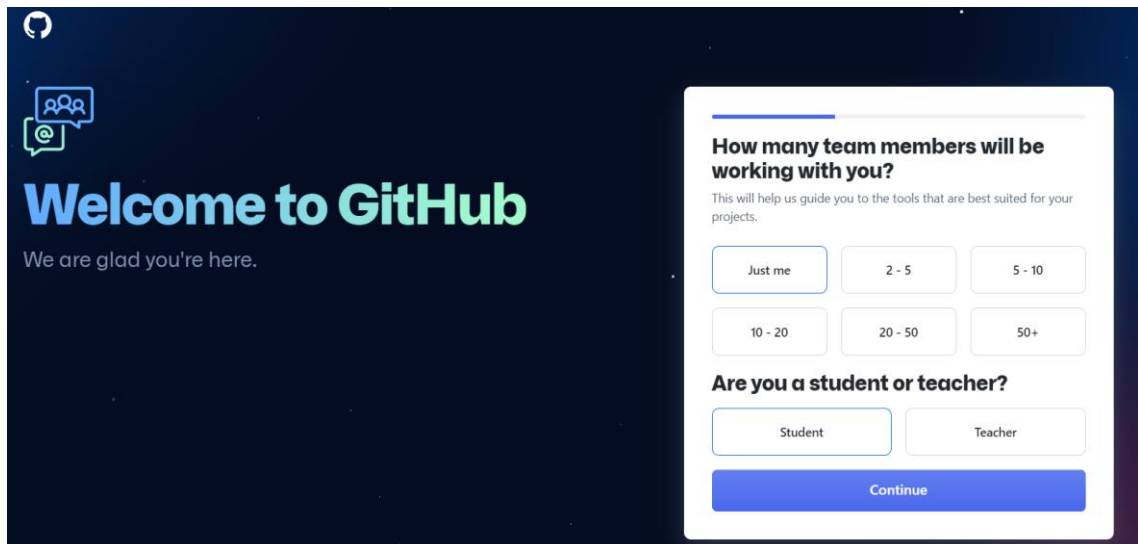 @
Welcome to GitHub
We are glad you're here.
How many team members will be
working with you?
This will help us guide you to the tools that are best suited for your
projects.
Just me
2 - 5
5 - 10
10 - 20
20 - 50
50+
Are you a student or teacher?
Student
Teacher
Continue